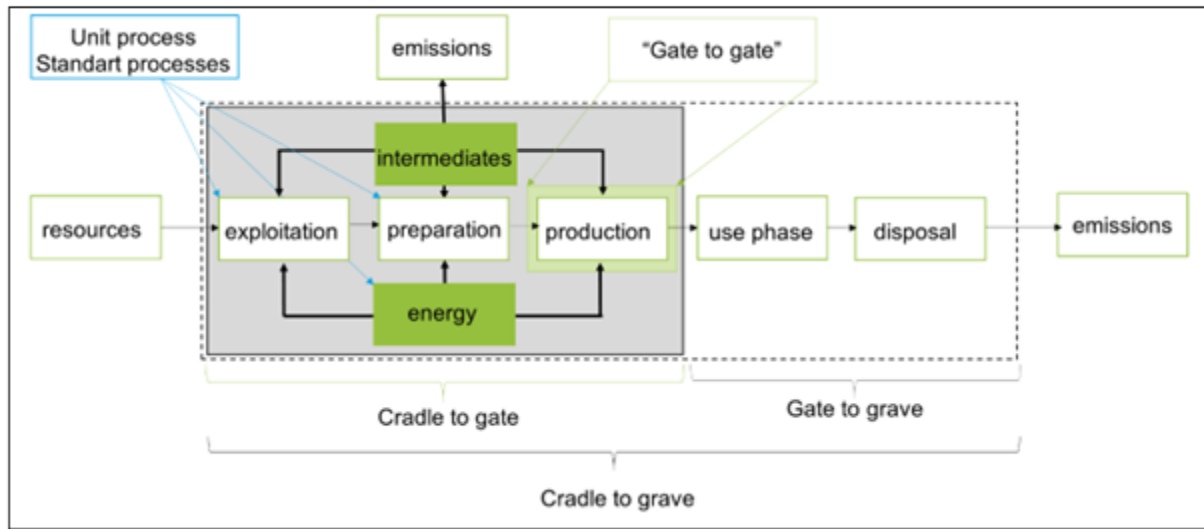 Unit process
Standart processes
emissions
"Gate to gate"
intermediates
resources
exploitation
preparation
production
use phase
disposal
emissions
energy
Cradle to gate
Gate to grave
Cradle to grave